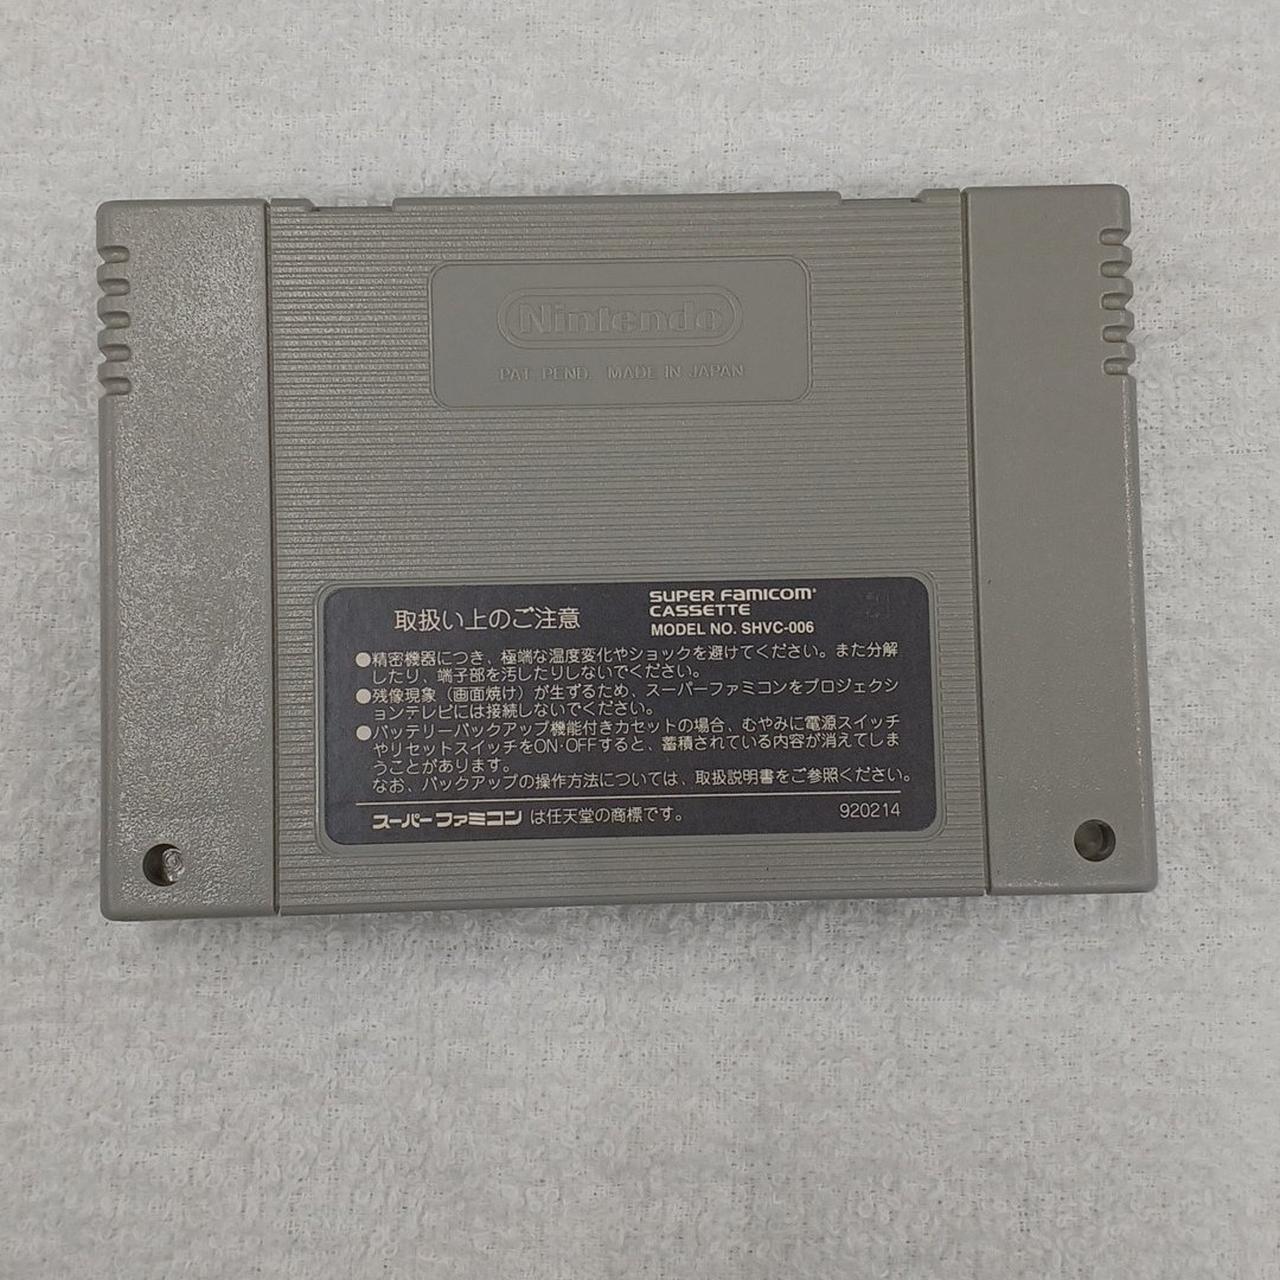 Nintendo
PAT. PEND. MADE IN JAPAN
取扱い上のご注意
SUPER FAMICOM
CASSETTE
MODEL NO. SHVC-006
●精密機器につき、極端な温度変化やショックを避けてください。また分解
したり、端子部を汚したりしないでください。
●残像現象（画面焼け）が生ずるため、スーパーファミコンをプロジェクシ
ョンテレビには接続しないでください。
●バッテリーバックアップ機能付きカセットの場合、むやみに電源スイッチ
やリセットスイッチをON·OFFすると、蓄積されている内容が消えてしま
うことがあります。
なお、バックアップの操作方法については、取扱説明書をご参照ください。
スーパーファミコンは任天堂の商標です。
920214